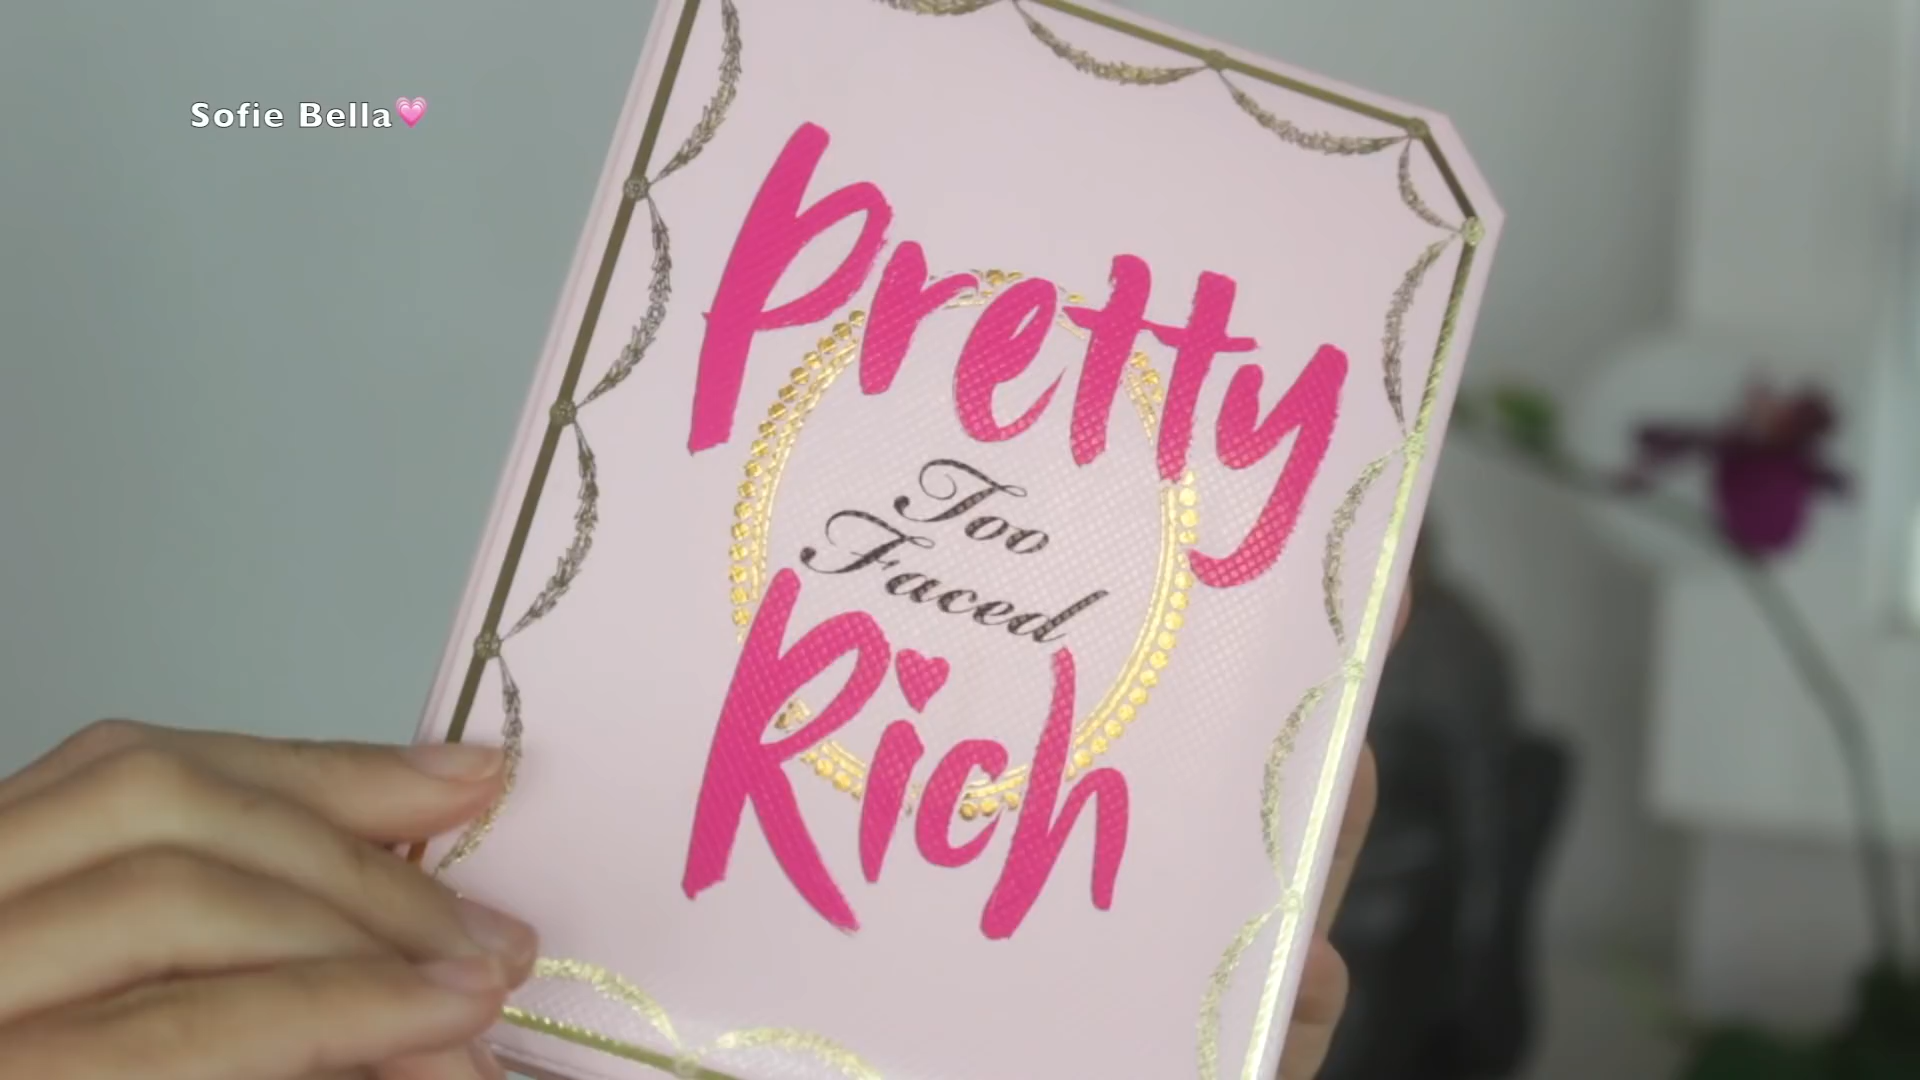 Sofie Bella💗
Pretty
Too
Faced
Rich